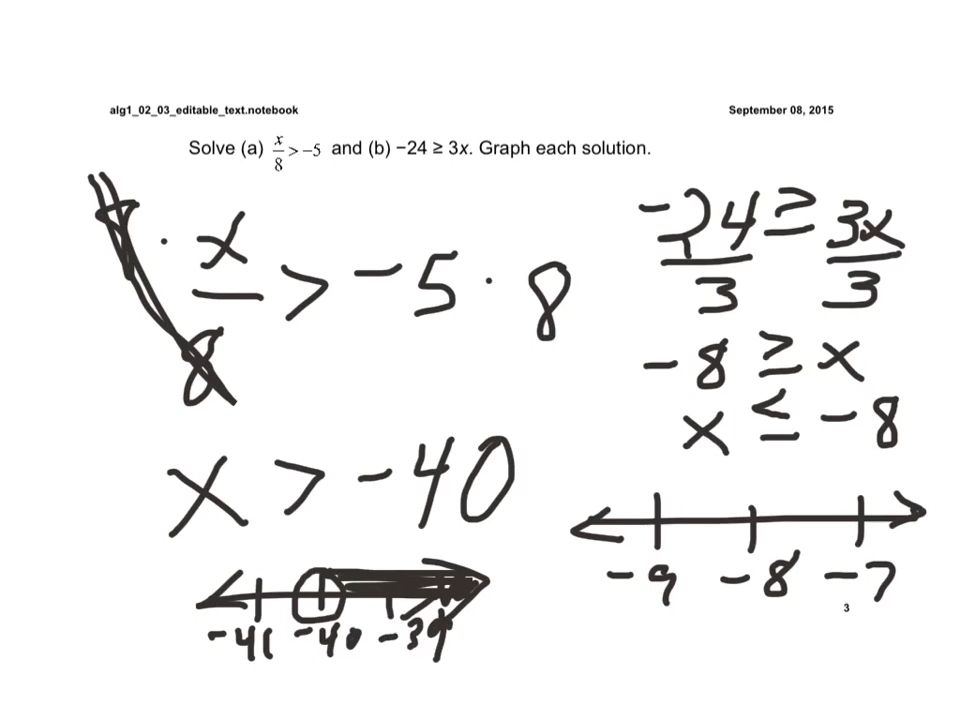 alg1_02_03_editable_text.notebook September 08, 2015
Solve (a) x/8 > −5 and (b) −24 ≥ 3x. Graph each solution.
8 · x/8 > −5 · 8
x > −40
−41 −40 −39
−24/3 ≥ 3x/3
−8 ≥ x
x ≤ −8
−9 −8 −7
3